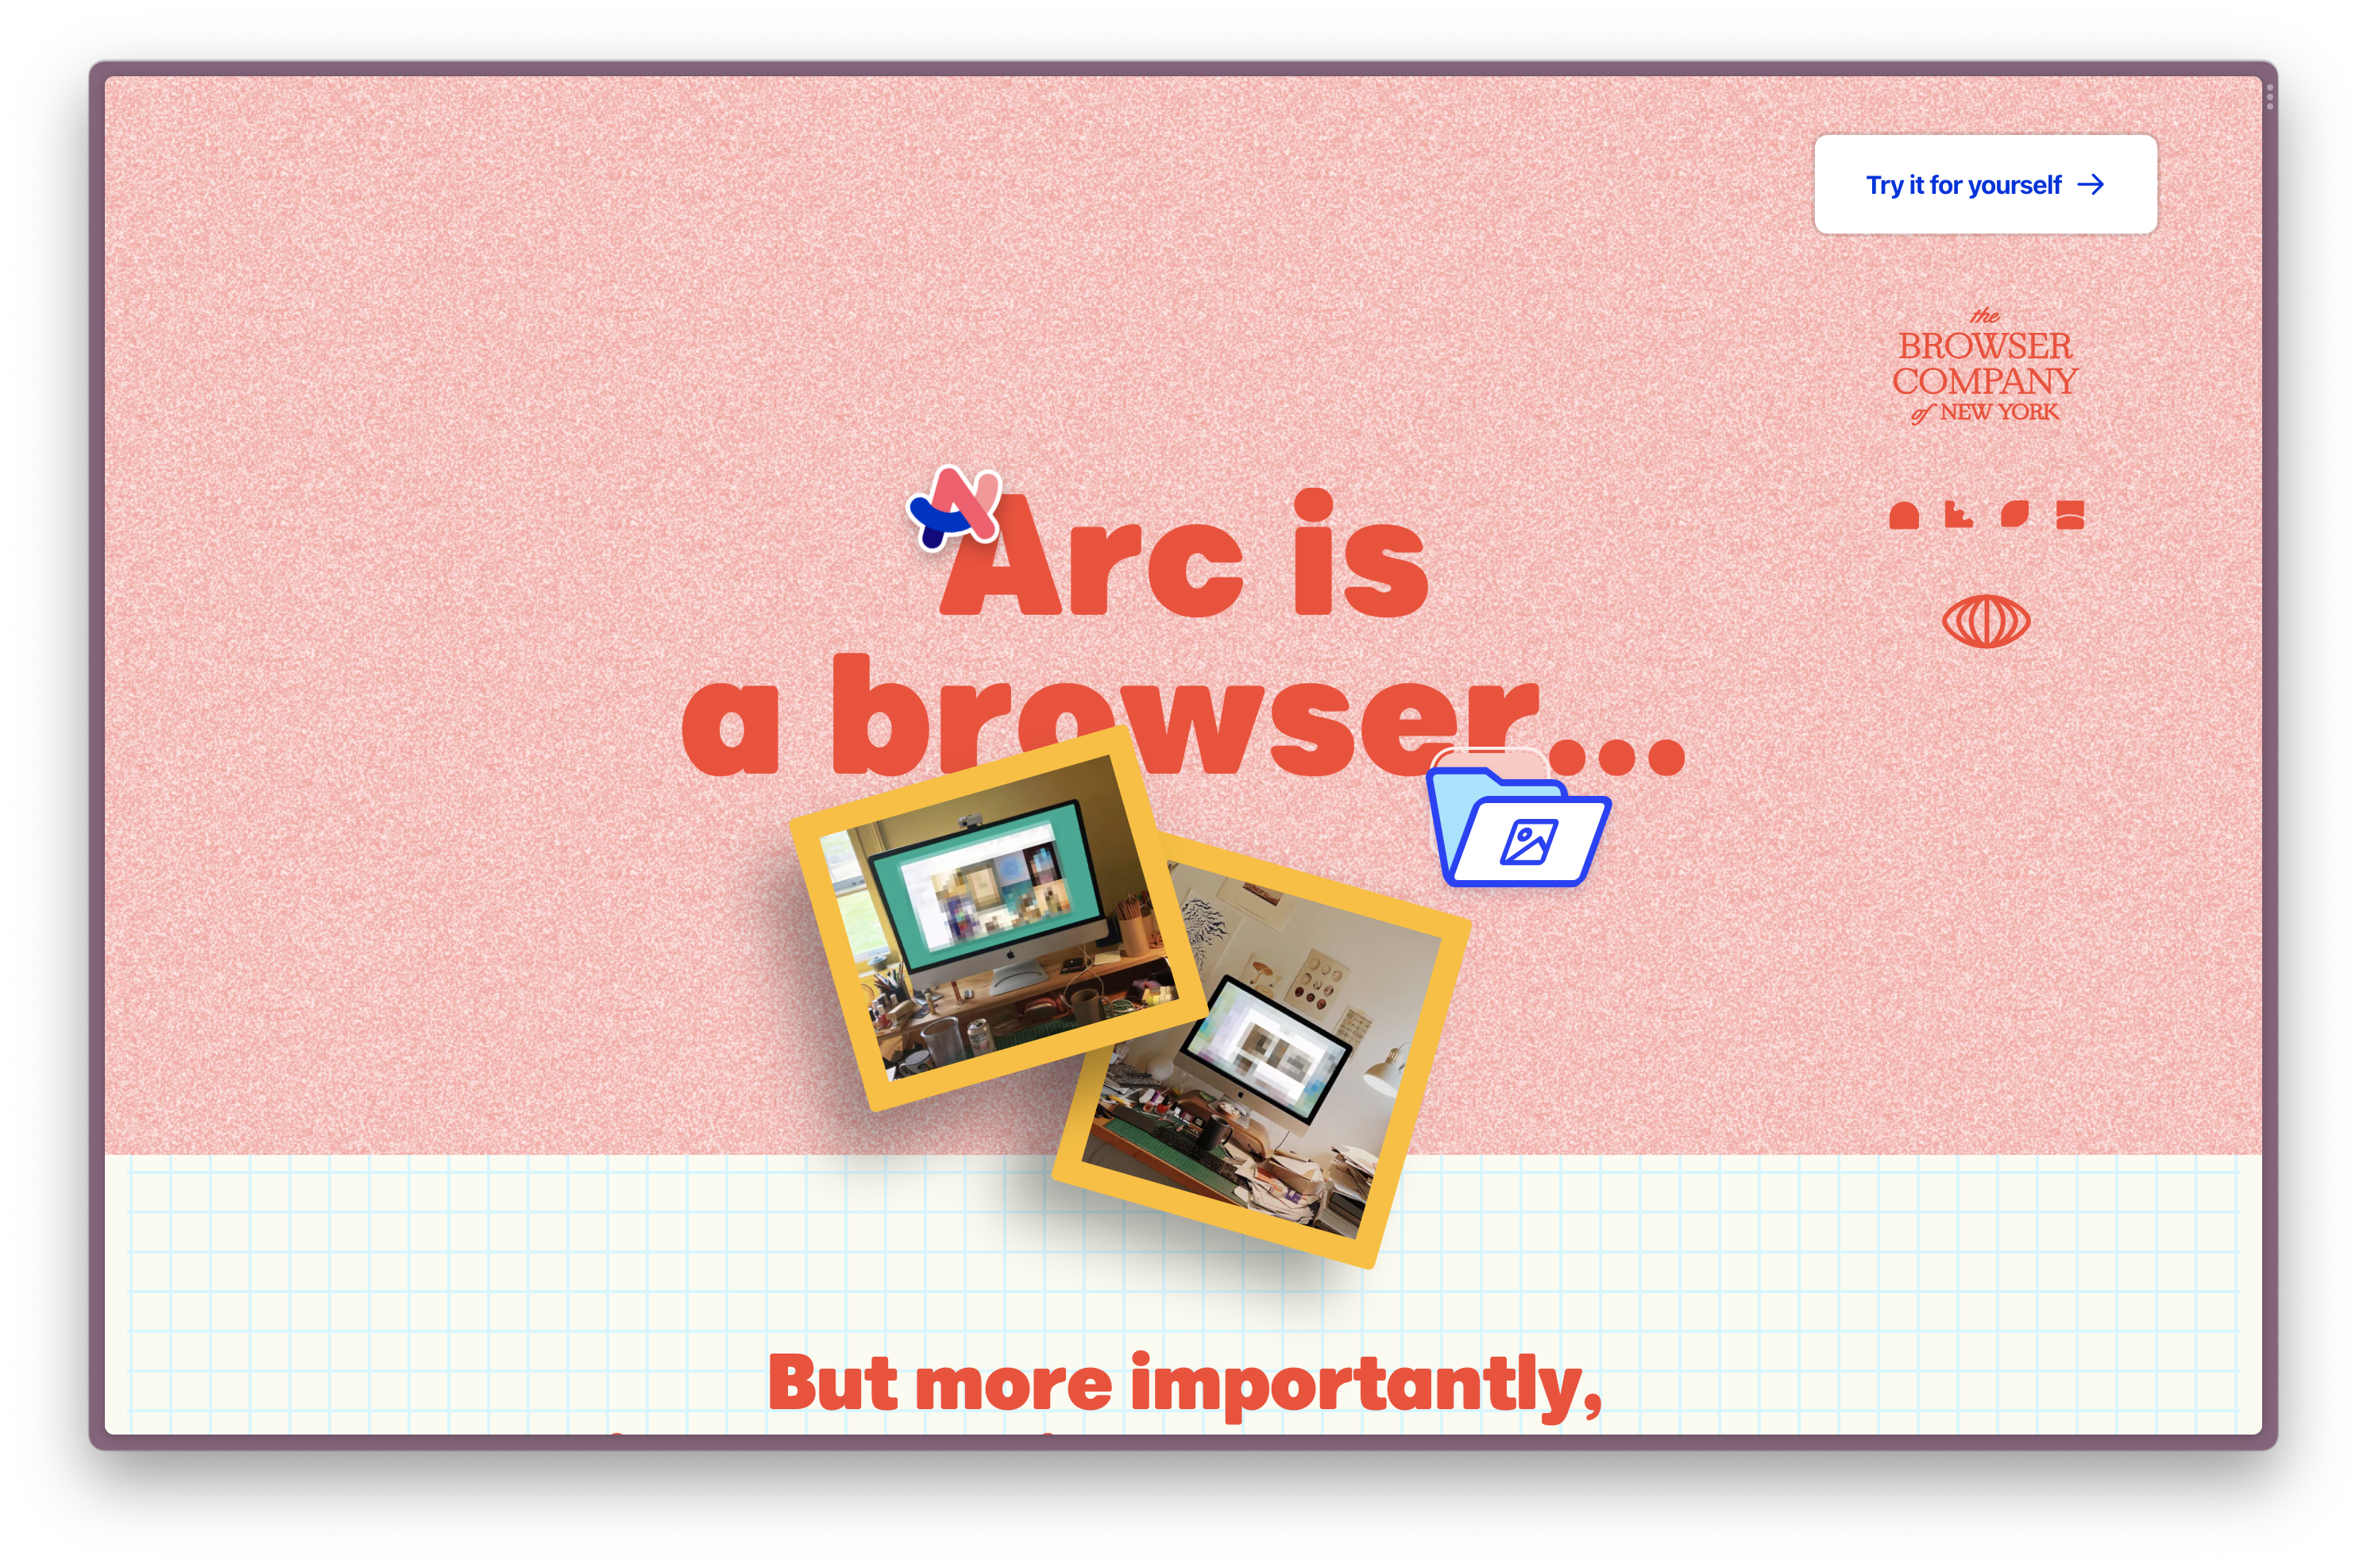 Try it for yourself →
the
BROWSER
COMPANY
of NEW YORK
Arc is
a browser...
But more importantly,